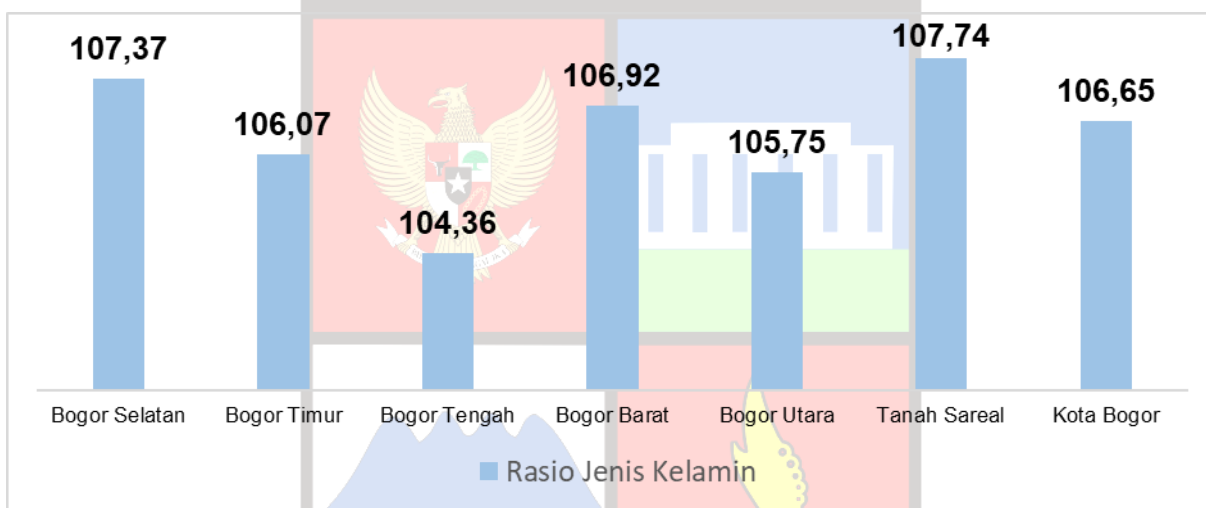 107,37
106,07
104,36
106,92
105,75
107,74
106,65
Bogor Selatan
Bogor Timur
Bogor Tengah
Bogor Barat
Bogor Utara
Tanah Sareal
Kota Bogor
Rasio Jenis Kelamin